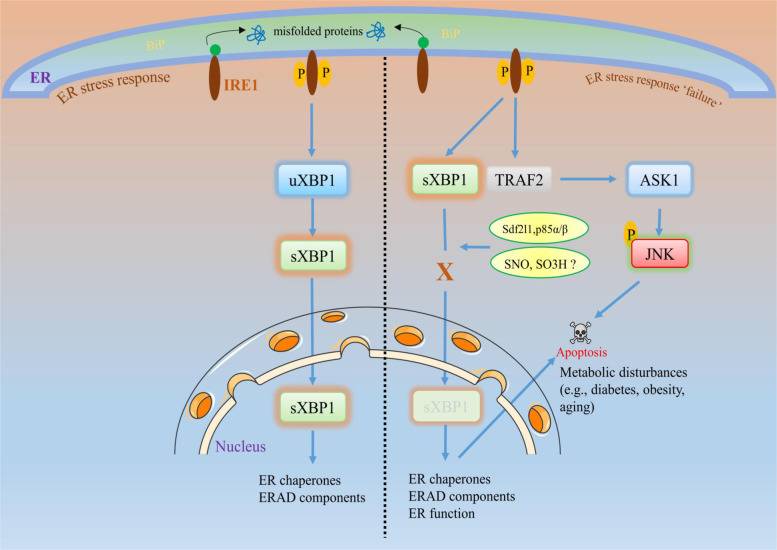 misfolded proteins
BiP
BiP
ER
ER stress response
IRE1
P
P
P
P
ER stress response ‘failure’
uXBP1
sXBP1
TRAF2
ASK1
Sdf2l1,p85α/β
P
sXBP1
X
SNO, SO3H ?
JNK
Apoptosis
Metabolic disturbances
(e.g., diabetes, obesity,
aging)
sXBP1
sXBP1
Nucleus
ER chaperones
ERAD components
ER chaperones
ERAD components
ER function